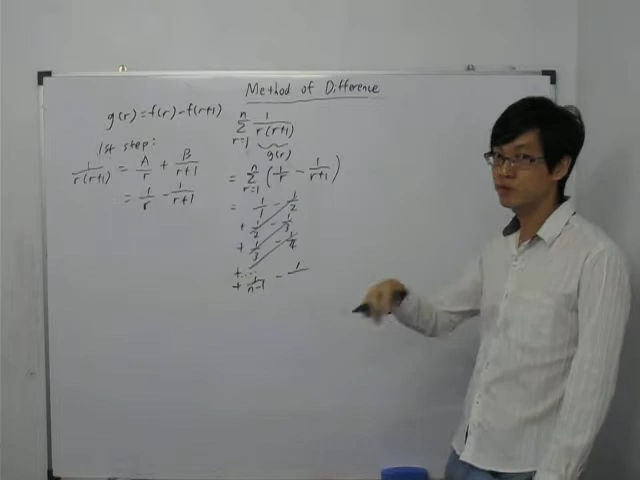 Method of Difference
g(r) = f(r) - f(r+1)
1st step:
1/r(r+1) = A/r + B/r+1
= 1/r - 1/r+1
n Σ r=1 1/r(r+1)
g(r)
= n Σ r=1 (1/r - 1/r+1)
= 1/1 - 1/2
+ 1/2 - 1/3
+ 1/3 - 1/4
+ ...
+ 1/n-1 - 1/